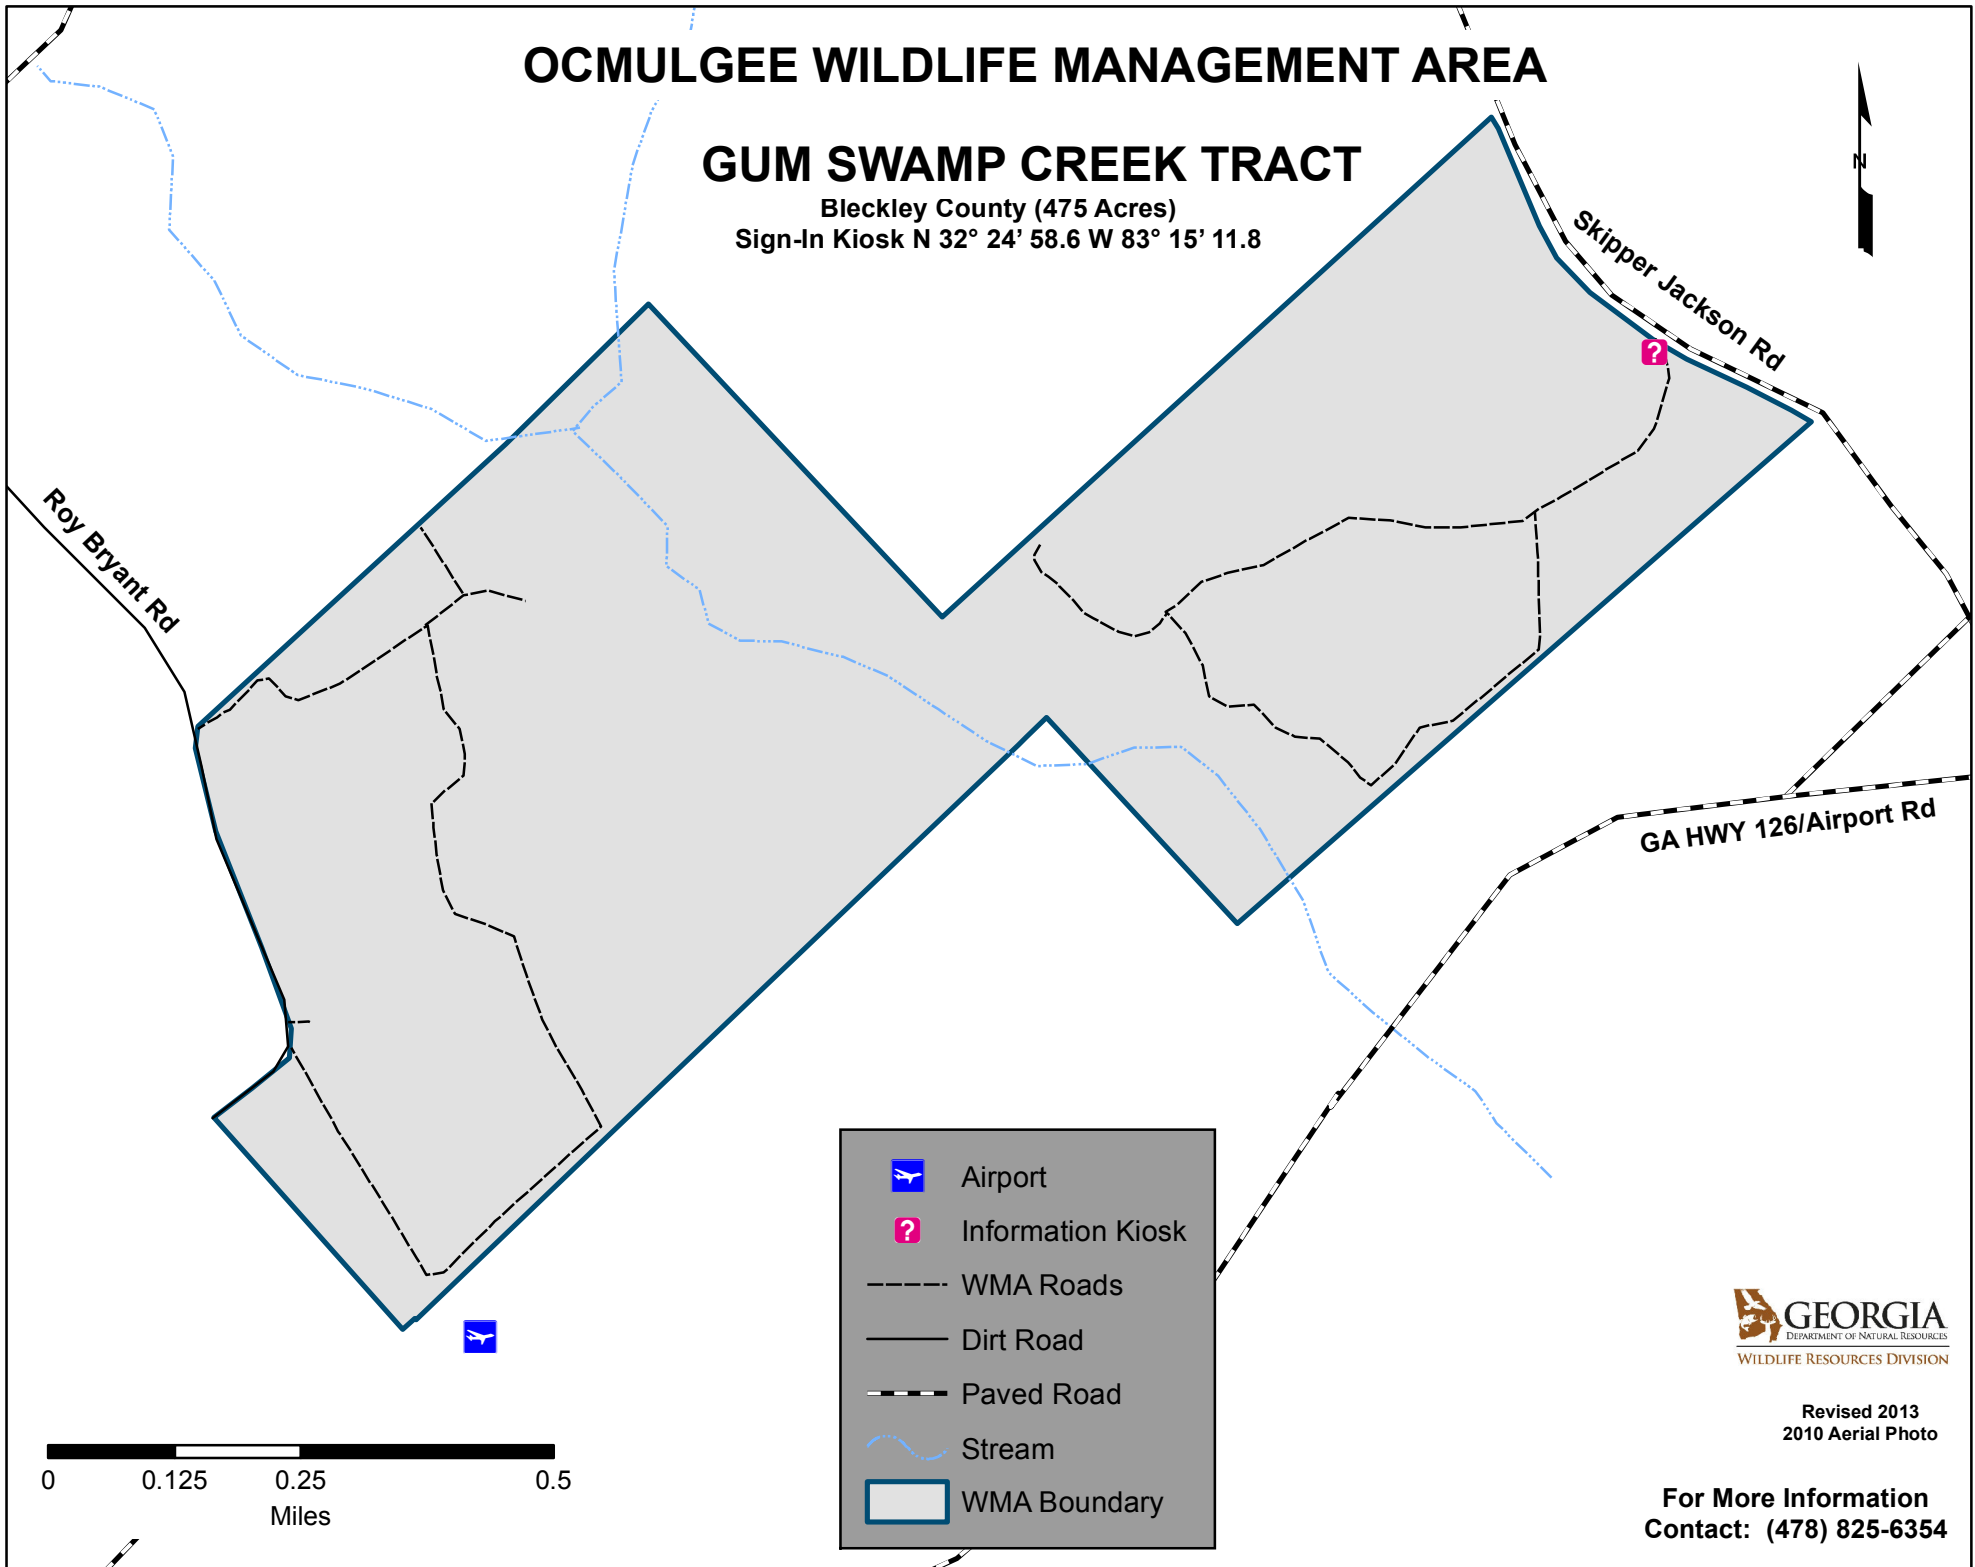 OCMULGEE WILDLIFE MANAGEMENT AREA
GUM SWAMP CREEK TRACT
Bleckley County (475 Acres)
Sign-In Kiosk N 32° 24’ 58.6 W 83° 15’ 11.8
N
Skipper Jackson Rd
?
Roy Bryant Rd
GA HWY 126/Airport Rd
Airport
? Information Kiosk
WMA Roads
Dirt Road
Paved Road
Stream
WMA Boundary
0 0.125 0.25 0.5
Miles
GEORGIA
DEPARTMENT OF NATURAL RESOURCES
WILDLIFE RESOURCES DIVISION
Revised 2013
2010 Aerial Photo
For More Information
Contact: (478) 825-6354